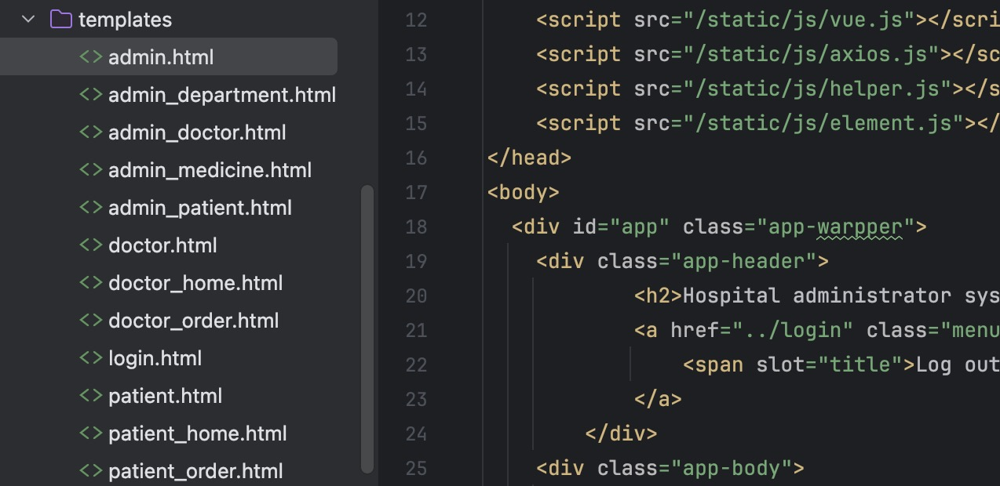 templates
admin.html
admin_department.html
admin_doctor.html
admin_medicine.html
admin_patient.html
doctor.html
doctor_home.html
doctor_order.html
login.html
patient.html
patient_home.html
patient_order.html
12 <script src="/static/js/vue.js"></scri
13 <script src="/static/js/axios.js"></sc
14 <script src="/static/js/helper.js"></s
15 <script src="/static/js/element.js"></
16 </head>
17 <body>
18 <div id="app" class="app-warpper">
19 <div class="app-header">
20 <h2>Hospital administrator sys
21 <a href="../login" class="menu
22 <span slot="title">Log out
23 </a>
24 </div>
25 <div class="app-body">